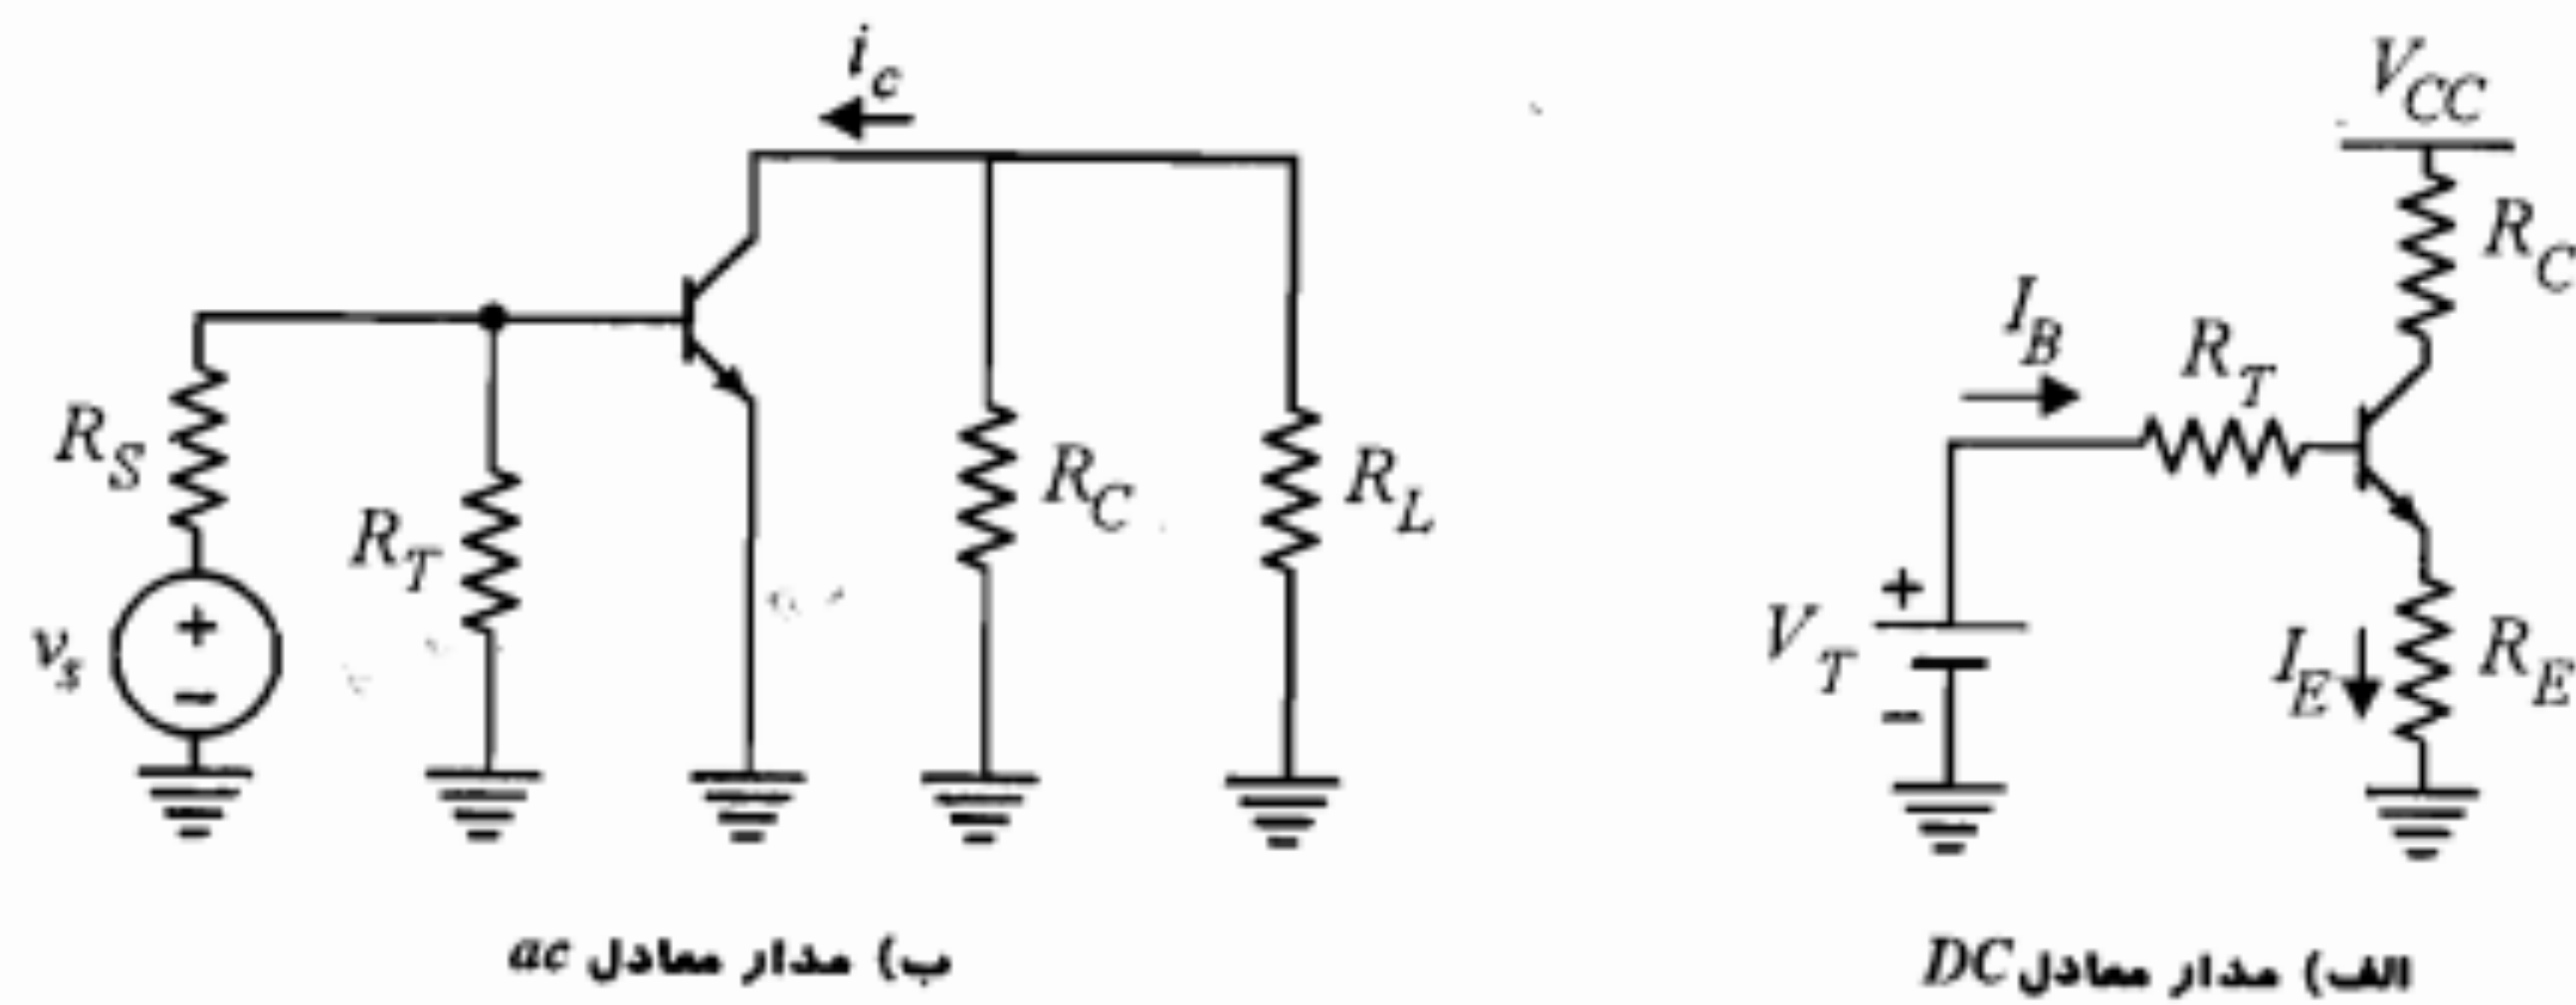 i_c
V_CC
R_C
I_B
R_T
R_S
R_T
R_C
R_L
+
v_s
−
+
V_T
−
I_E
R_E
ب) مدار معادل ac
الف) مدار معادل DC